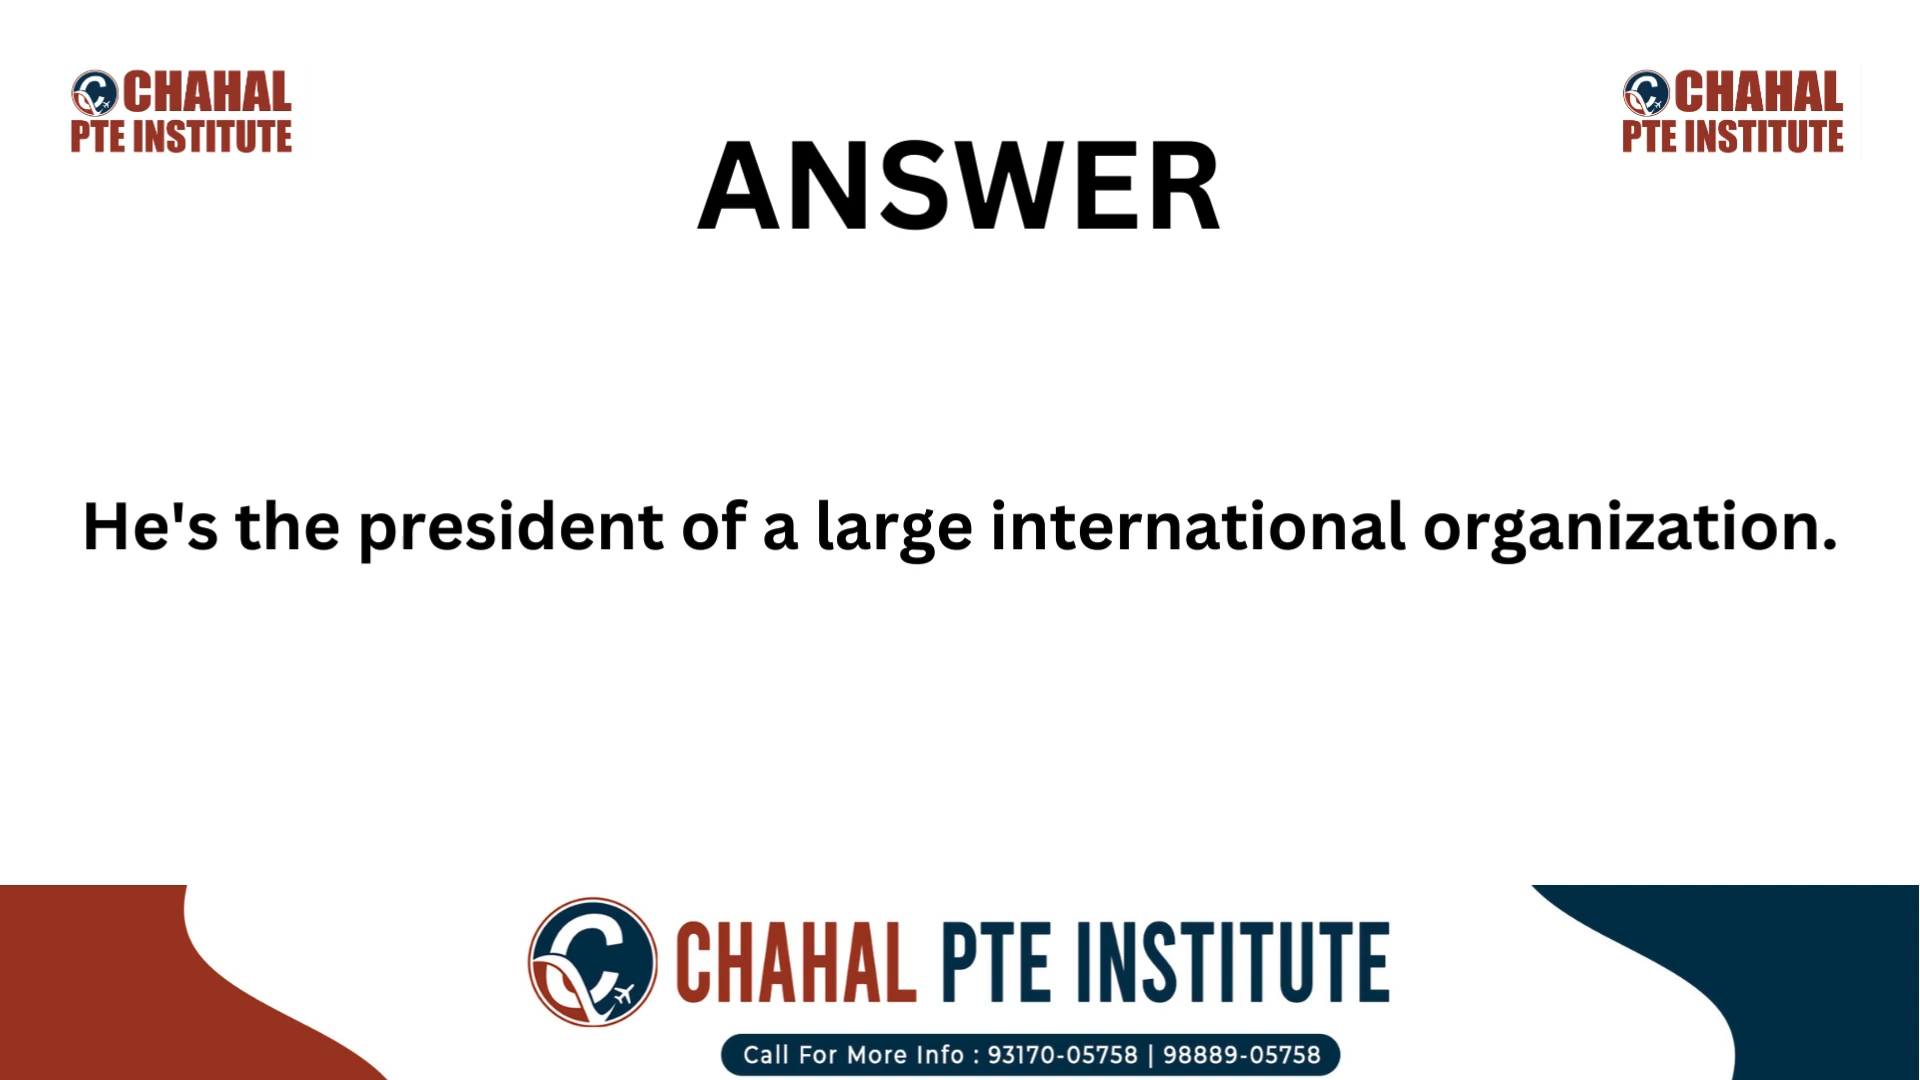 CHAHAL
PTE INSTITUTE
CHAHAL
PTE INSTITUTE
ANSWER
He's the president of a large international organization.
CHAHAL PTE INSTITUTE
Call For More Info : 93170-05758 | 98889-05758